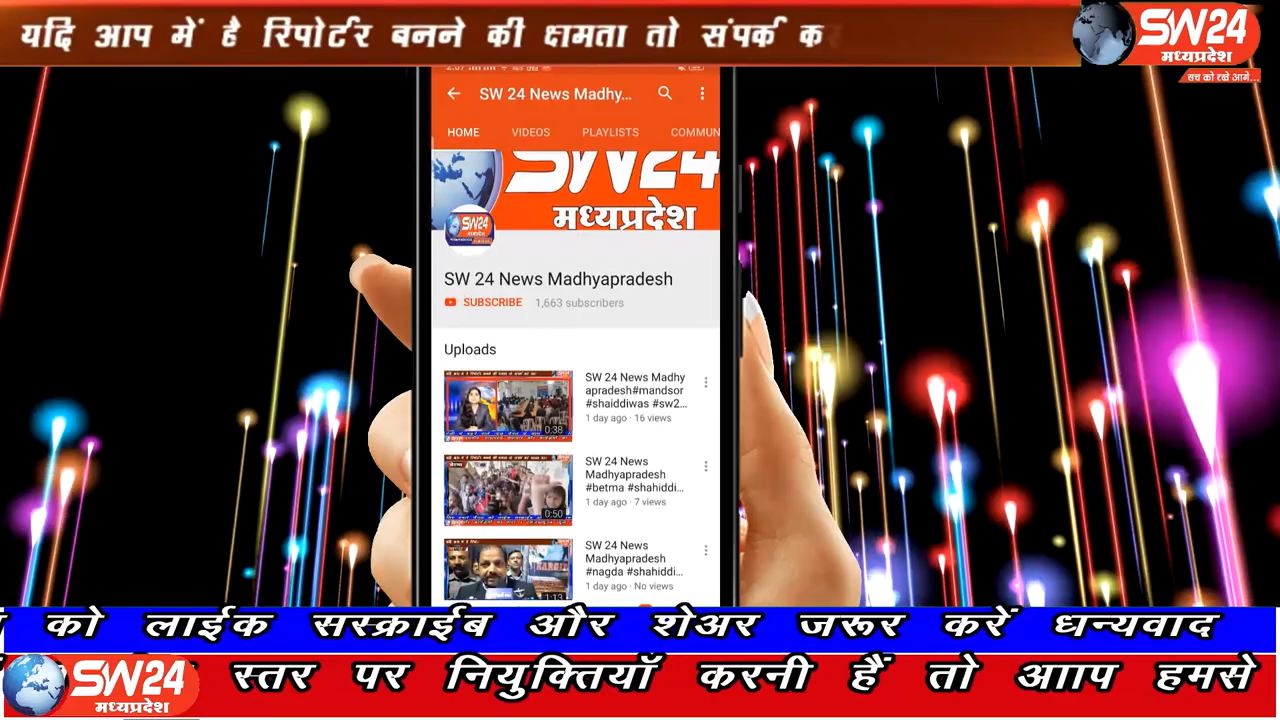 यदि आप में है रिपोर्टर बनने की क्षमता तो संपर्क क
SW24
मध्यप्रदेश
सच को रखे आगे...
SW 24 News Madhy...
HOME VIDEOS PLAYLISTS COMMUN
SW24
मध्यप्रदेश
SW24
SW 24 News Madhyapradesh
SUBSCRIBE 1,663 subscribers
Uploads
SW 24 News Madhy
apradesh#mandsor
#shaiddiwas #sw2...
1 day ago · 16 views
0:38
SW 24 News
Madhyapradesh
#betma #shahiddi...
1 day ago · 7 views
0:50
SW 24 News
Madhyapradesh
#nagda #shahiddi...
1 day ago · No views
1:13
को लाईक सस्क्राईब और शेअर जरूर करें धन्यवाद
स्तर पर नियुक्तियाँ करनी हैं तो आाप हमसे
SW24
मध्यप्रदेश